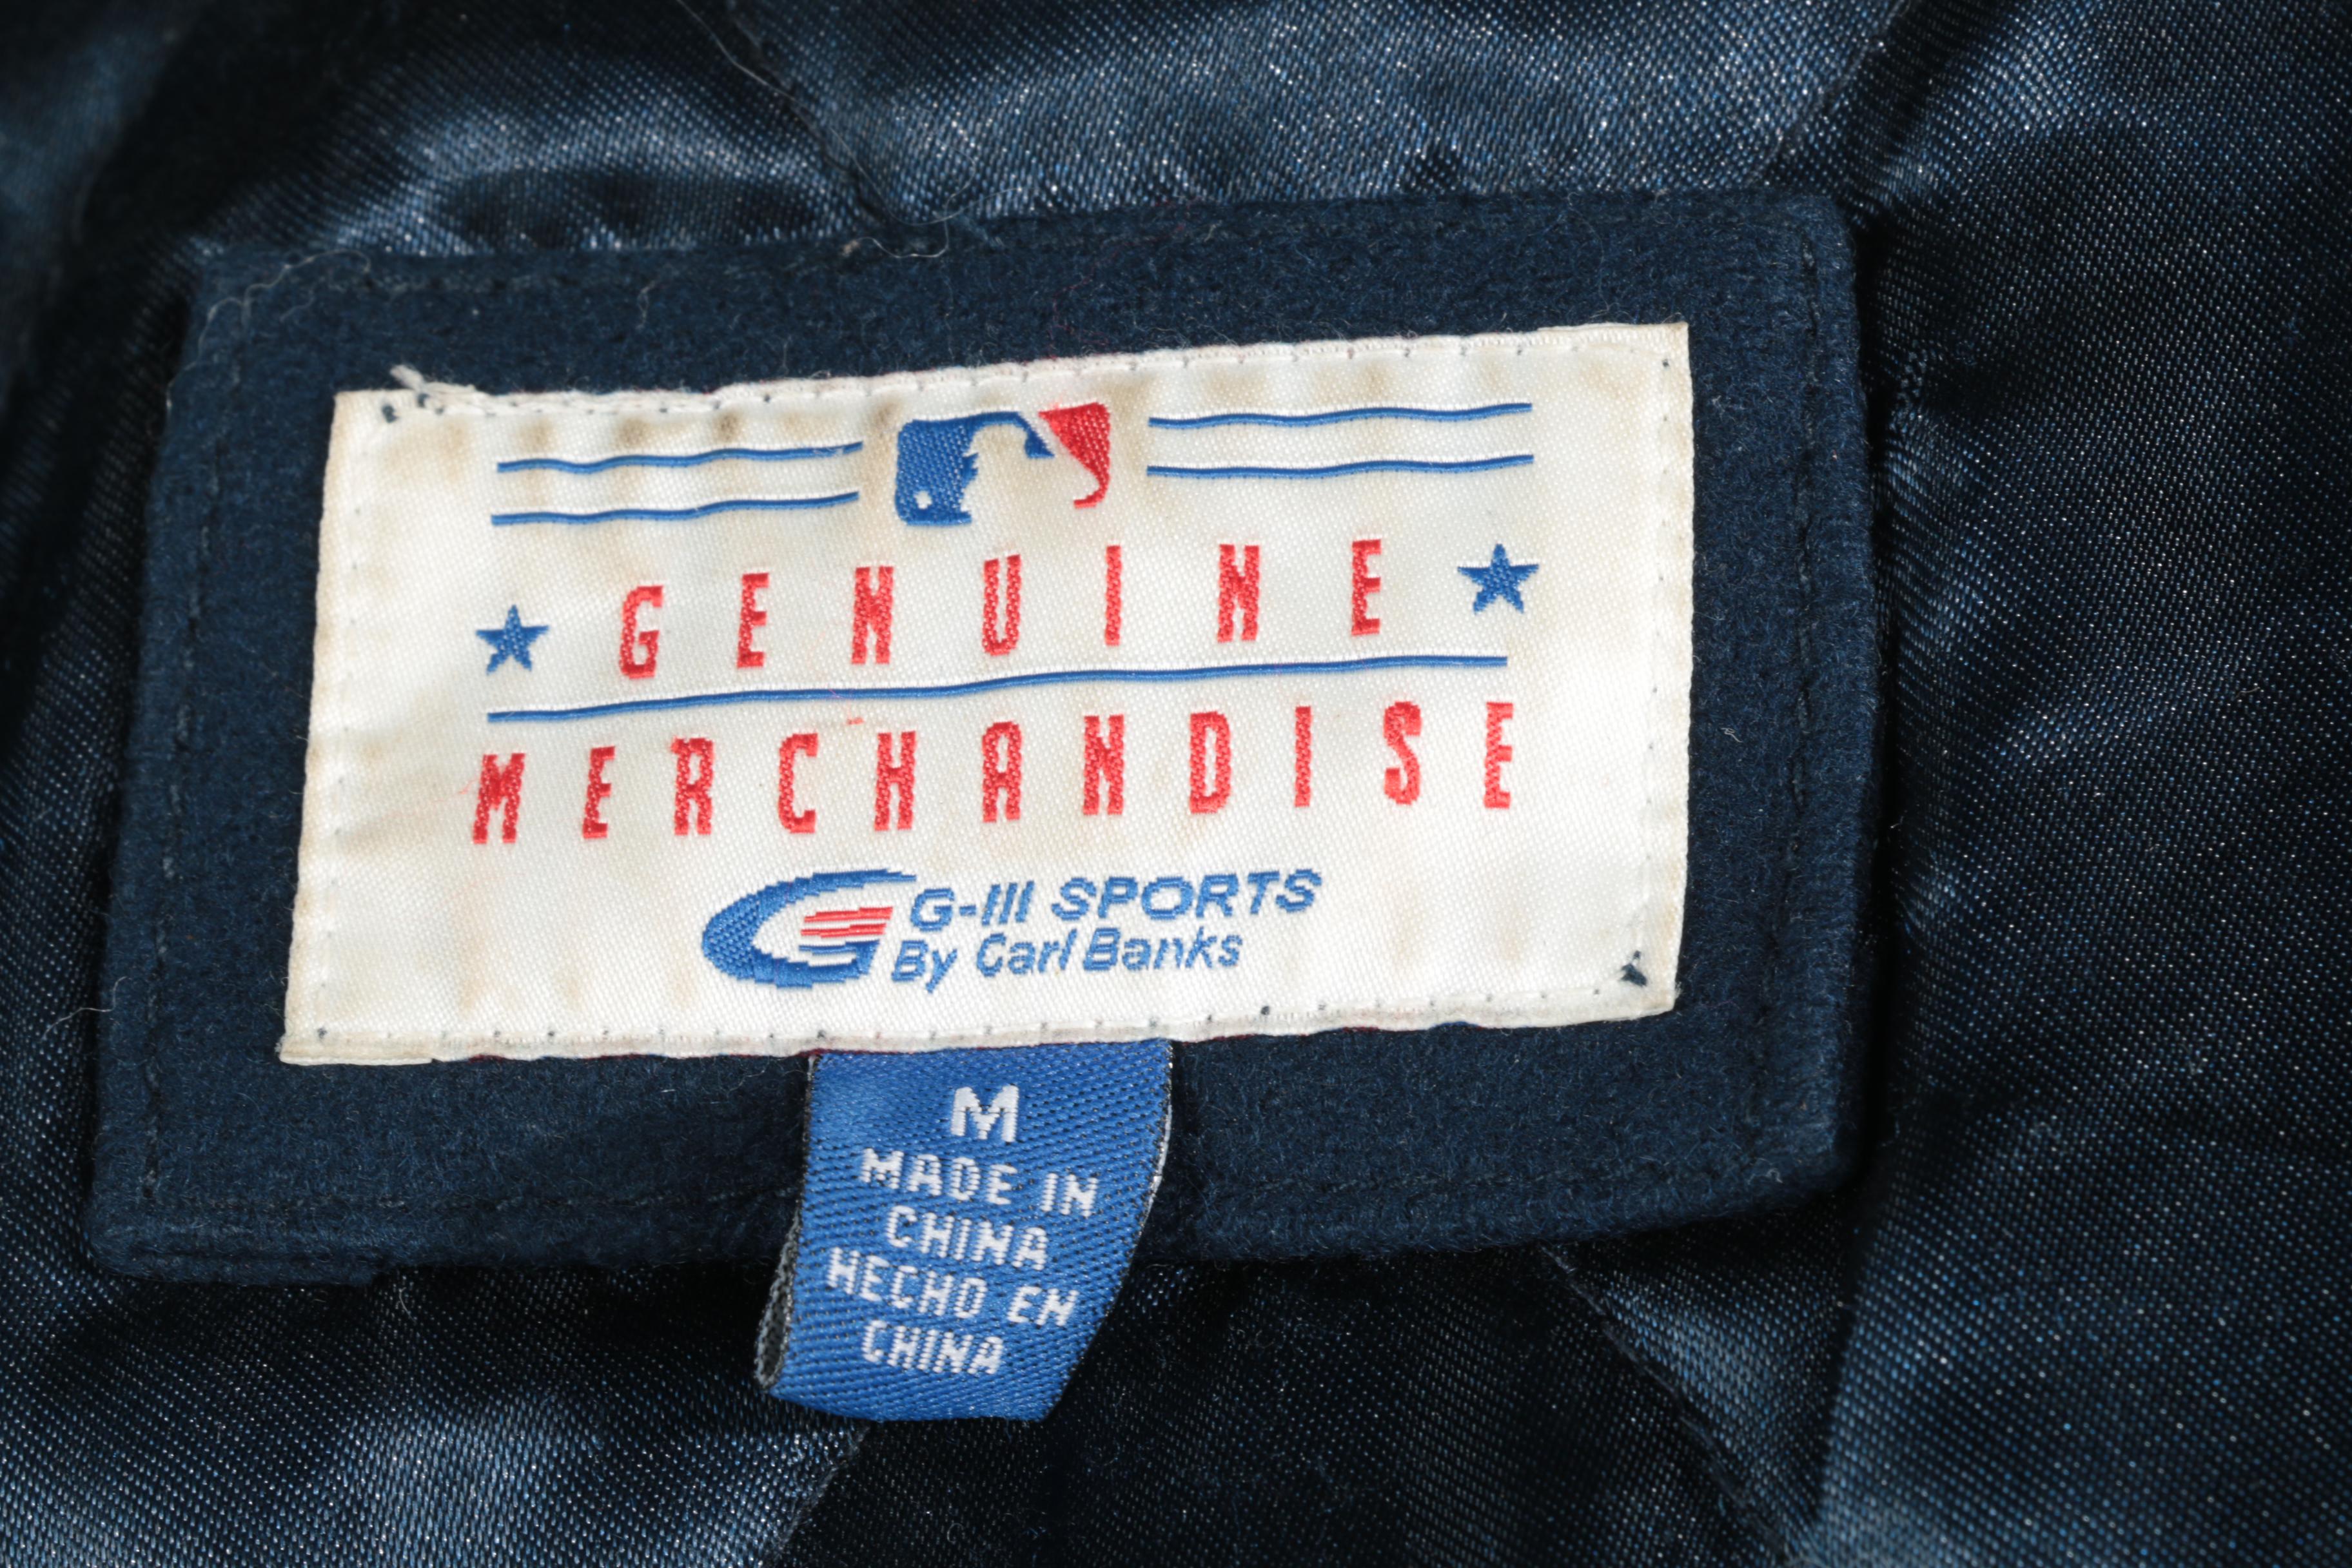 GENUINE
MERCHANDISE
G-III SPORTS
By Carl Banks
M
MADE IN
CHINA
HECHO EN
CHINA